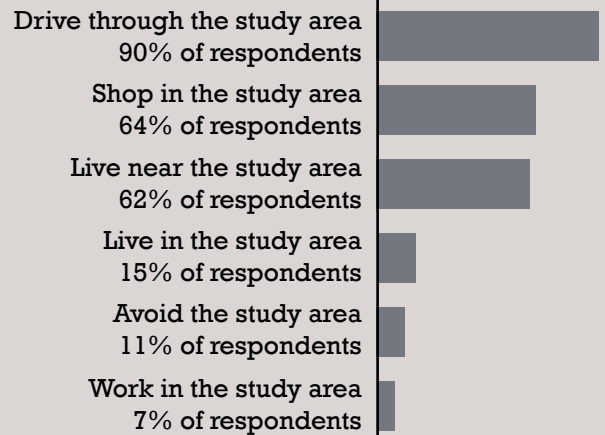 Drive through the study area
90% of respondents
Shop in the study area
64% of respondents
Live near the study area
62% of respondents
Live in the study area
15% of respondents
Avoid the study area
11% of respondents
Work in the study area
7% of respondents